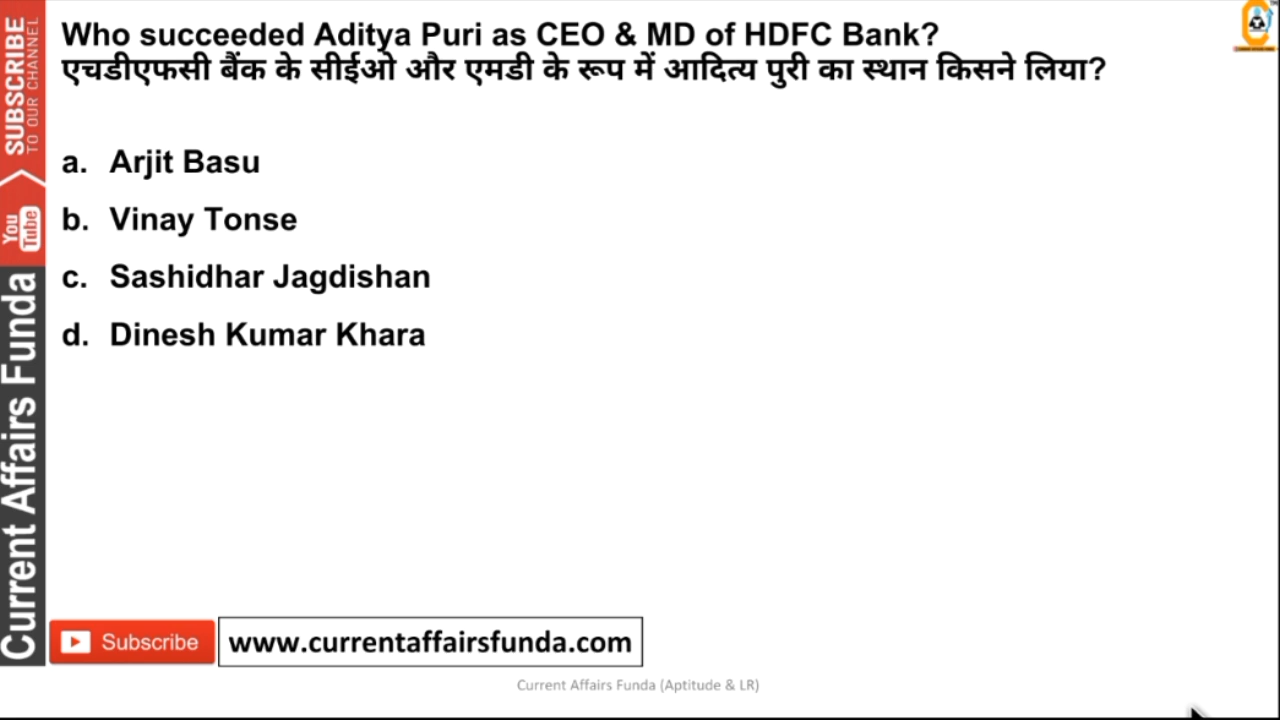 Who succeeded Aditya Puri as CEO & MD of HDFC Bank?
एचडीएफसी बैंक के सीईओ और एमडी के रूप में आदित्य पुरी का स्थान किसने लिया?
a. Arjit Basu
b. Vinay Tonse
c. Sashidhar Jagdishan
d. Dinesh Kumar Khara
SUBSCRIBE
TO OUR CHANNEL
You Tube
Current Affairs Funda
Subscribe
www.currentaffairsfunda.com
Current Affairs Funda (Aptitude & LR)